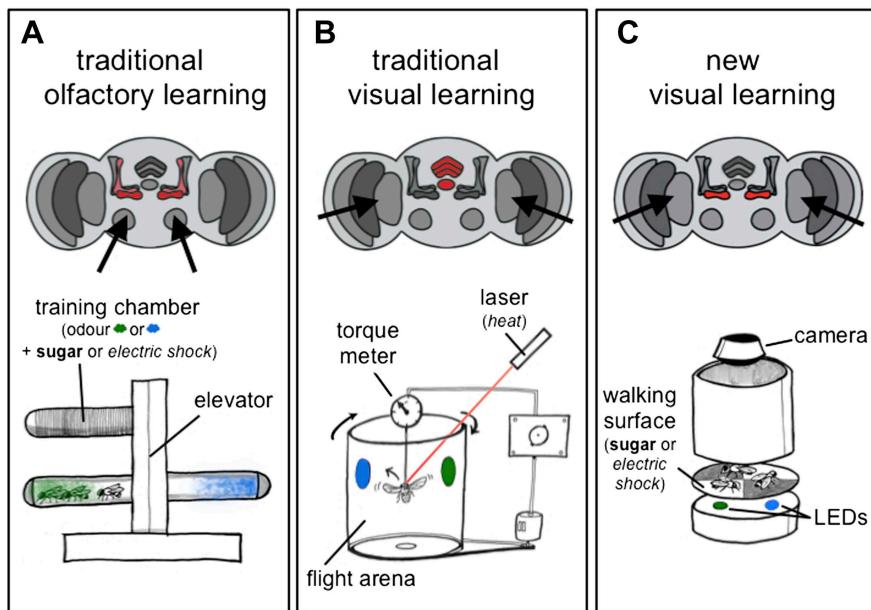 A
traditional
olfactory learning
training chamber
(odour or
+ sugar or electric shock)
elevator
B
traditional
visual learning
laser
(heat)
torque
meter
flight arena
C
new
visual learning
camera
walking
surface
(sugar or
electric
shock)
LEDs